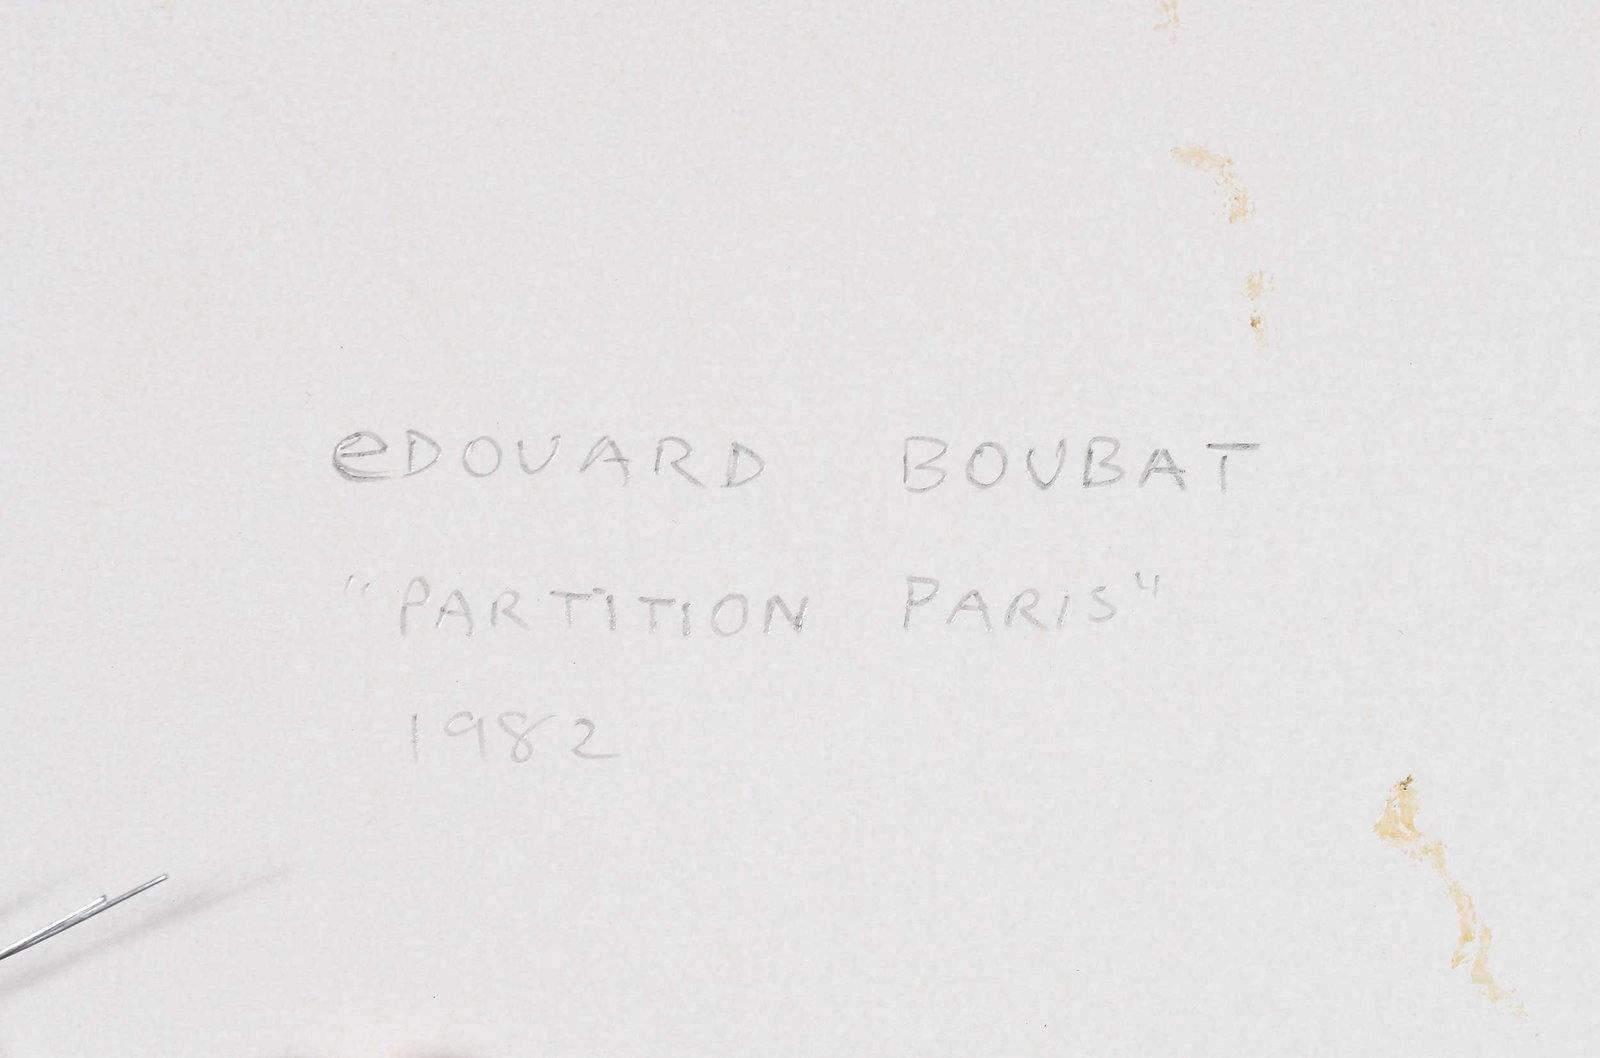 eDOUARD BOUBAT
"PARTITION PARIS"
1982